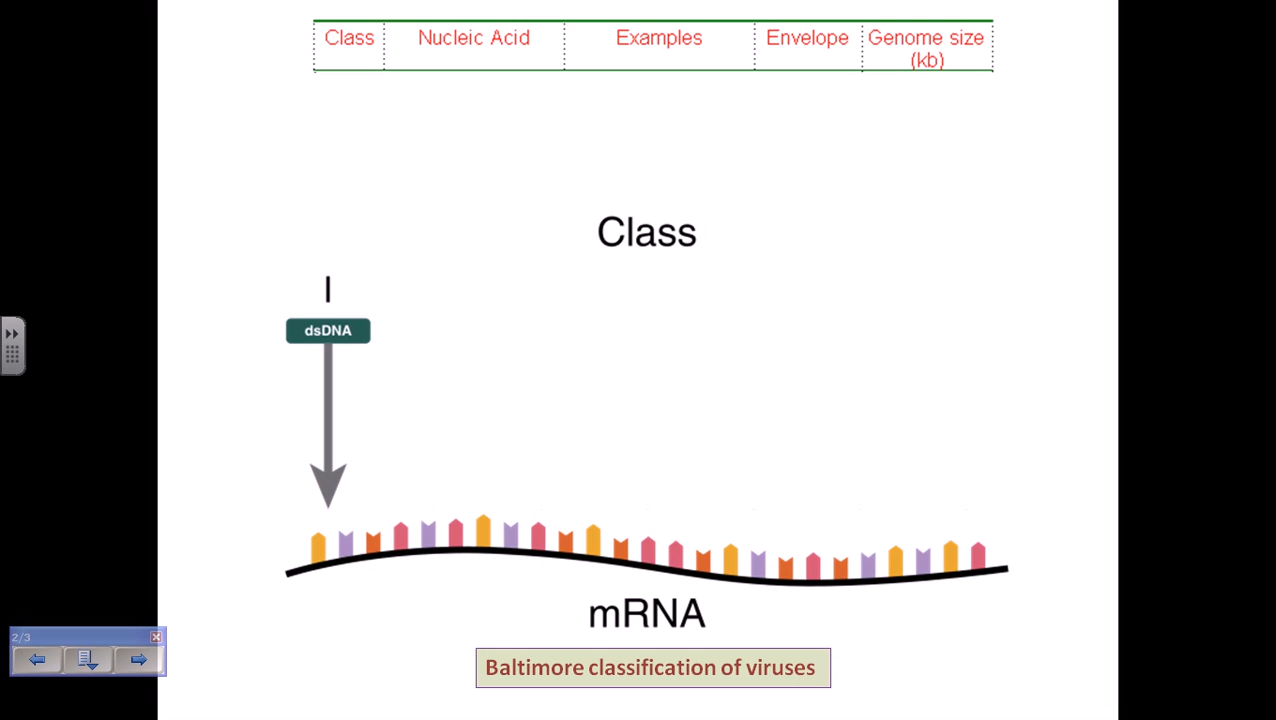 Class Nucleic Acid Examples Envelope Genome size
(kb)
Class
I
dsDNA
mRNA
2/3
Baltimore classification of viruses